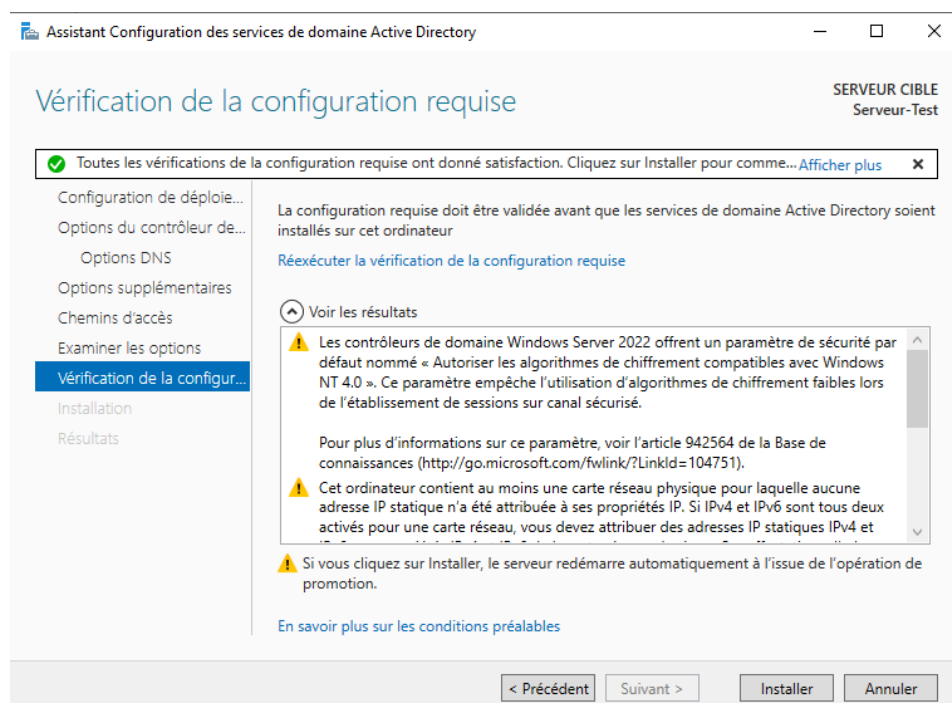 Assistant Configuration des services de domaine Active Directory
Vérification de la configuration requise
SERVEUR CIBLE
Serveur-Test
Toutes les vérifications de la configuration requise ont donné satisfaction. Cliquez sur Installer pour comme... Afficher plus
Configuration de déploie...
Options du contrôleur de...
Options DNS
Options supplémentaires
Chemins d'accès
Examiner les options
Vérification de la configur...
Installation
Résultats
La configuration requise doit être validée avant que les services de domaine Active Directory soient
installés sur cet ordinateur
Réexécuter la vérification de la configuration requise
Voir les résultats
Les contrôleurs de domaine Windows Server 2022 offrent un paramètre de sécurité par
défaut nommé « Autoriser les algorithmes de chiffrement compatibles avec Windows
NT 4.0 ». Ce paramètre empêche l'utilisation d'algorithmes de chiffrement faibles lors
de l'établissement de sessions sur canal sécurisé.
Pour plus d'informations sur ce paramètre, voir l'article 942564 de la Base de
connaissances (http://go.microsoft.com/fwlink/?LinkId=104751).
Cet ordinateur contient au moins une carte réseau physique pour laquelle aucune
adresse IP statique n'a été attribuée à ses propriétés IP. Si IPv4 et IPv6 sont tous deux
activés pour une carte réseau, vous devez attribuer des adresses IP statiques IPv4 et
Si vous cliquez sur Installer, le serveur redémarre automatiquement à l'issue de l'opération de
promotion.
En savoir plus sur les conditions préalables
< Précédent
Suivant >
Installer
Annuler